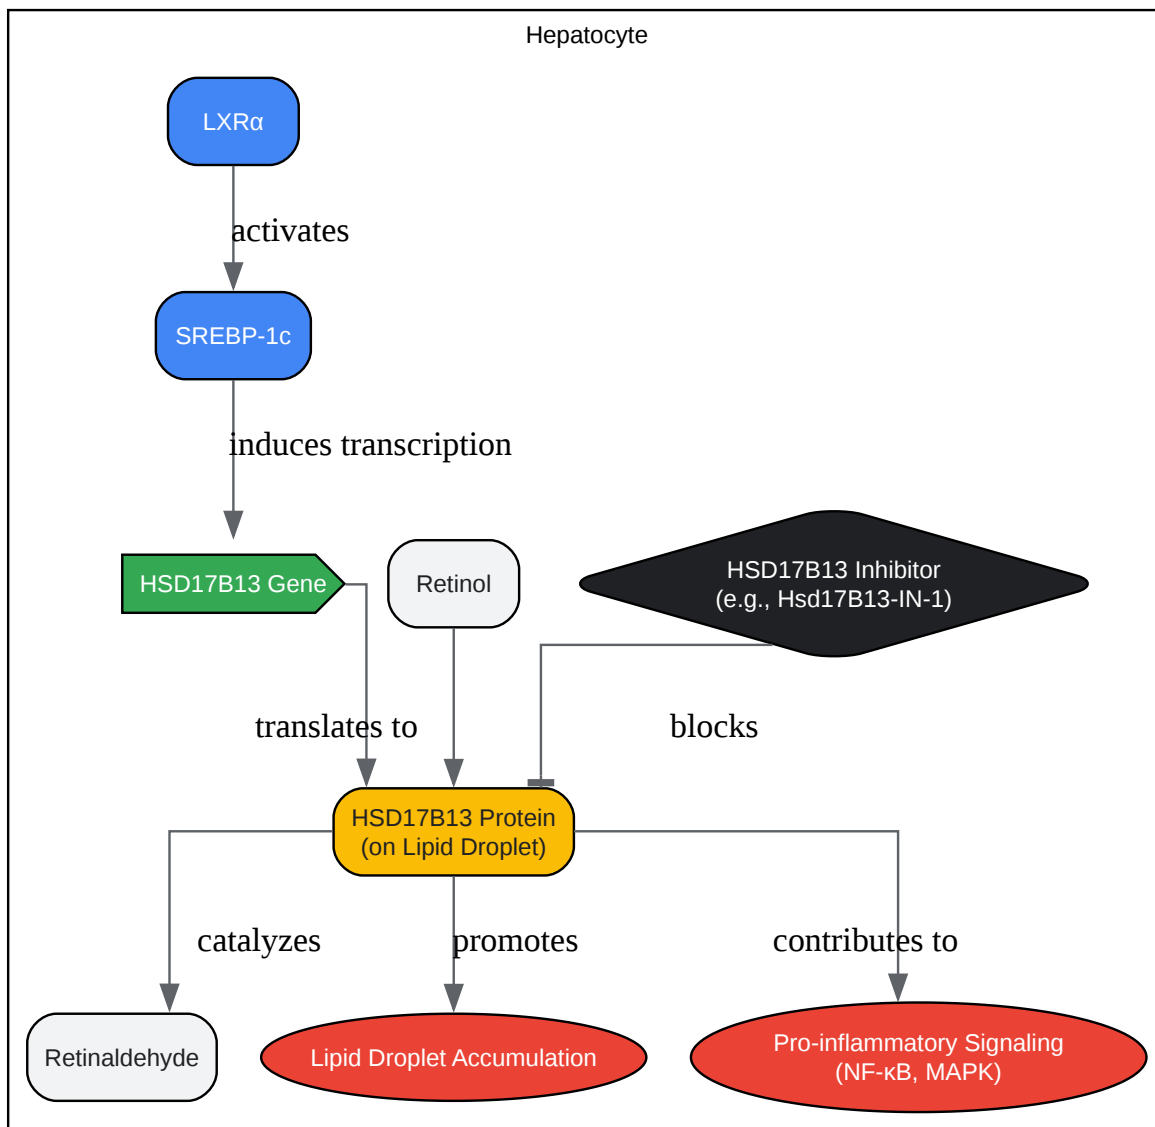 Hepatocyte
LXRα
activates
SREBP-1c
induces transcription
HSD17B13 Gene
Retinol
HSD17B13 Inhibitor
(e.g., Hsd17B13-IN-1)
translates to
blocks
HSD17B13 Protein
(on Lipid Droplet)
catalyzes
promotes
contributes to
Retinaldehyde
Lipid Droplet Accumulation
Pro-inflammatory Signaling
(NF-κB, MAPK)